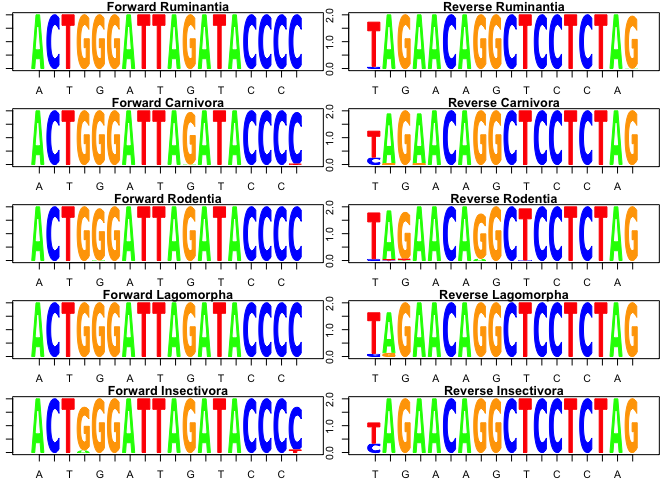 Forward Ruminantia
ACTGGGATTAGATACCCC
2.0
1.0
0.0
A T G A T G T C C
Reverse Ruminantia
TAGAACAGGCTCCTCTAG
T G A A G T C C A
Forward Carnivora
ACTGGGATTAGATACCCC
2.0
1.0
0.0
A T G A T G T C C
Reverse Carnivora
TAGAACAGGCTCCTCTAG
C
T G A A G T C C A
Forward Rodentia
ACTGGGATTAGATACCCC
2.0
1.0
0.0
A T G A T G T C C
Reverse Rodentia
TAGAACAGGCTCCTCTAG
T G A A G T C C A
Forward Lagomorpha
ACTGGGATTAGATACCCC
2.0
1.0
0.0
A T G A T G T C C
Reverse Lagomorpha
TAGAACAGGCTCCTCTAG
T G A A G T C C A
Forward Insectivora
ACTGGGATTAGATACCCC
2.0
1.0
0.0
A T G A T G T C C
Reverse Insectivora
TAGAACAGGCTCCTCTAG
C
T G A A G T C C A